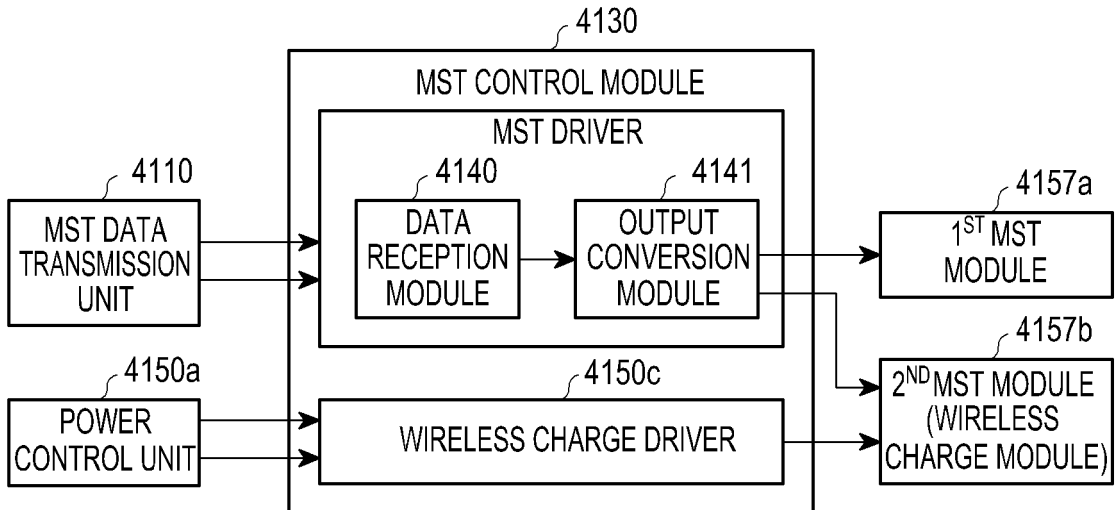 4130
MST CONTROL MODULE
MST DRIVER
4110
MST DATA
TRANSMISSION
UNIT
4140
DATA
RECEPTION
MODULE
4141
OUTPUT
CONVERSION
MODULE
4157a
1ST MST
MODULE
4150a
POWER
CONTROL UNIT
4150c
WIRELESS CHARGE DRIVER
4157b
2ND MST MODULE
(WIRELESS
CHARGE MODULE)